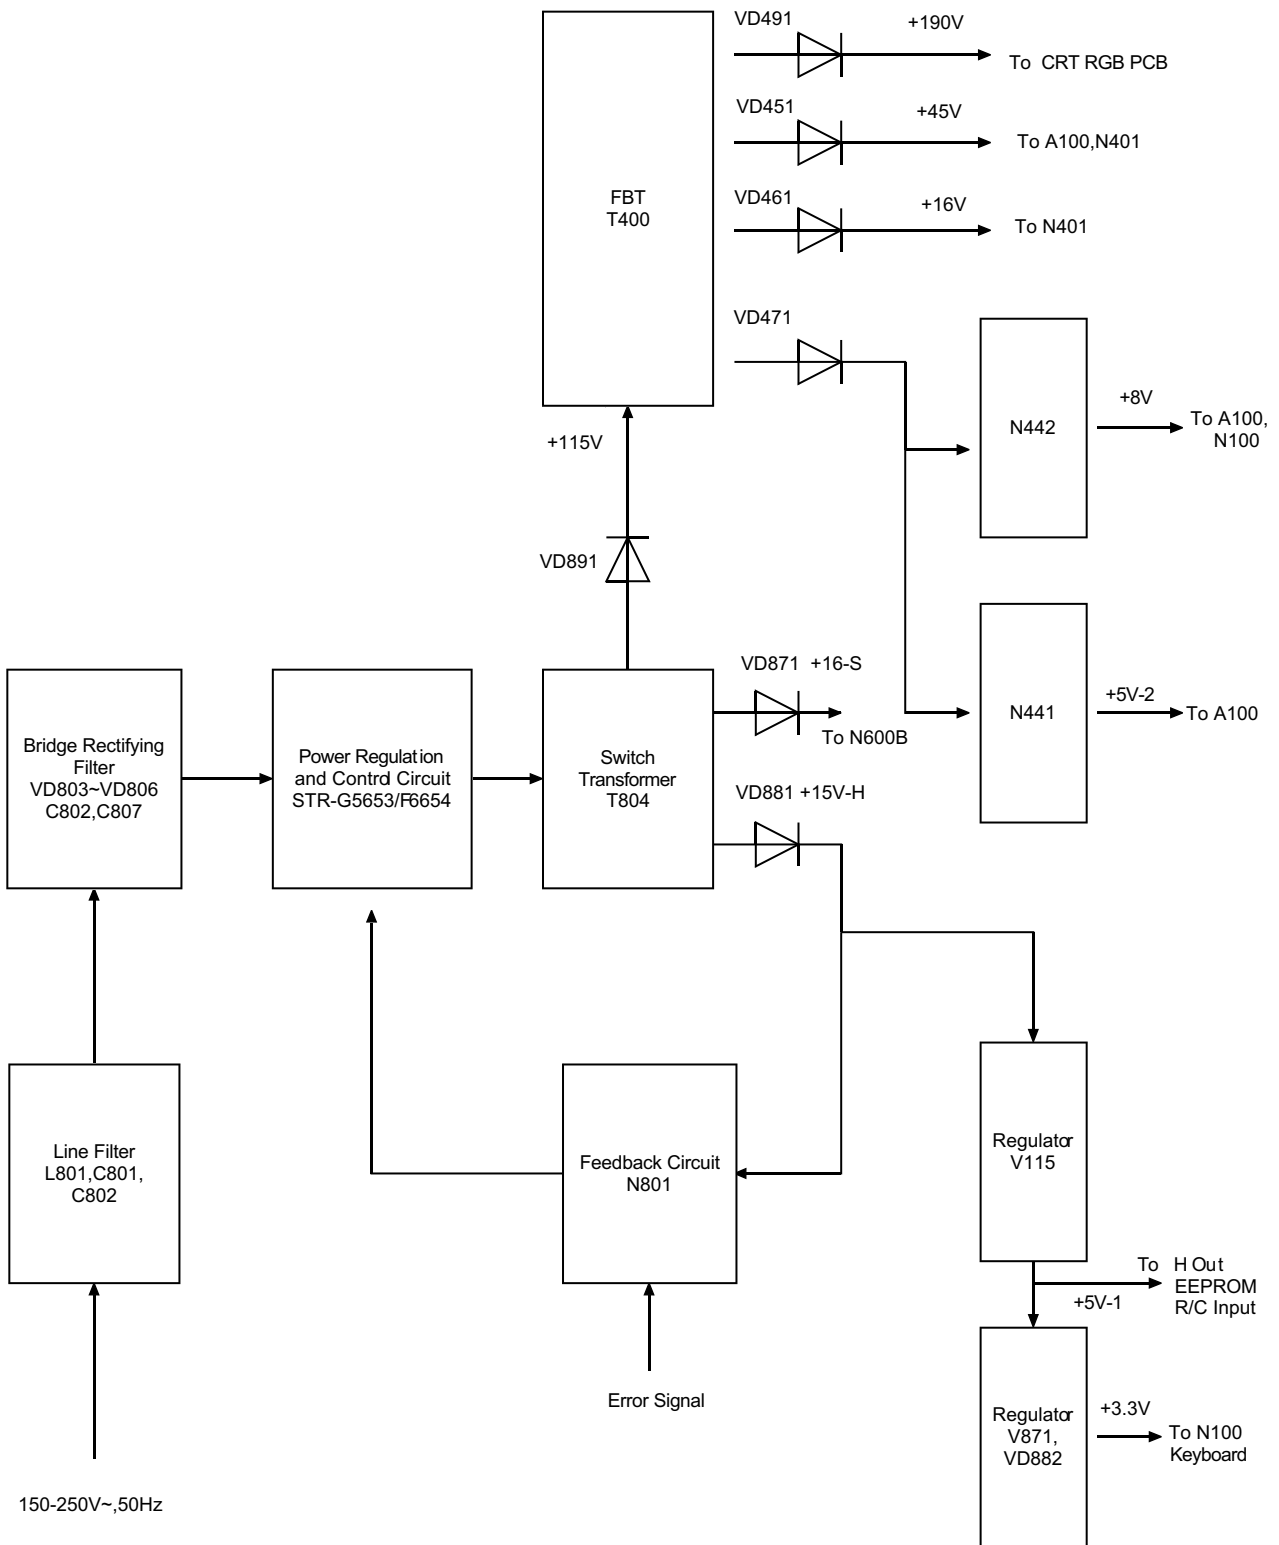 VD491
+190V
To CRT RGB PCB
VD451
+45V
To A100,N401
FBT
T400
VD461
+16V
To N401
VD471
N442
+8V
To A100,
N100
+115V
VD891
VD871 +16-S
To N600B
N441
+5V-2
To A100
Bridge Rectifying
Filter
VD803~VD806
C802,C807
Power Regulation
and Control Circuit
STR-G5653/F6654
Switch
Transformer
T804
VD881 +15V-H
Line Filter
L801,C801,
C802
Feedback Circuit
N801
Regulator
V115
To H Out
EEPROM
R/C Input
+5V-1
Error Signal
Regulator
V871,
VD882
+3.3V
To N100
Keyboard
150-250V~,50Hz